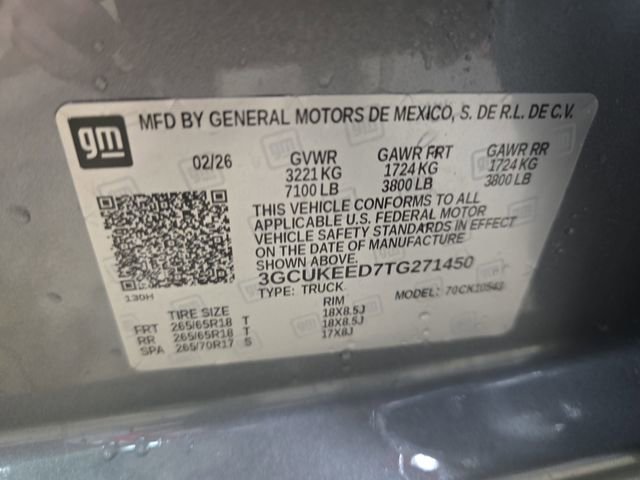 gm
MFD BY GENERAL MOTORS DE MEXICO, S. DE R.L. DE C.V.
02/26 GVWR GAWR FRT GAWR RR
3221 KG 1724 KG 1724 KG
7100 LB 3800 LB 3800 LB
THIS VEHICLE CONFORMS TO ALL
APPLICABLE U.S. FEDERAL MOTOR
VEHICLE SAFETY STANDARDS IN EFFECT
ON THE DATE OF MANUFACTURE
SHOWN ABOVE.
3GCUKEED7TG271450
130H TYPE: TRUCK MODEL: 70CK10543
TIRE SIZE RIM
FRT 265/65R18 T 18X8.5J
RR 265/65R18 T 18X8.5J
SPA 265/70R17 S 17X8J